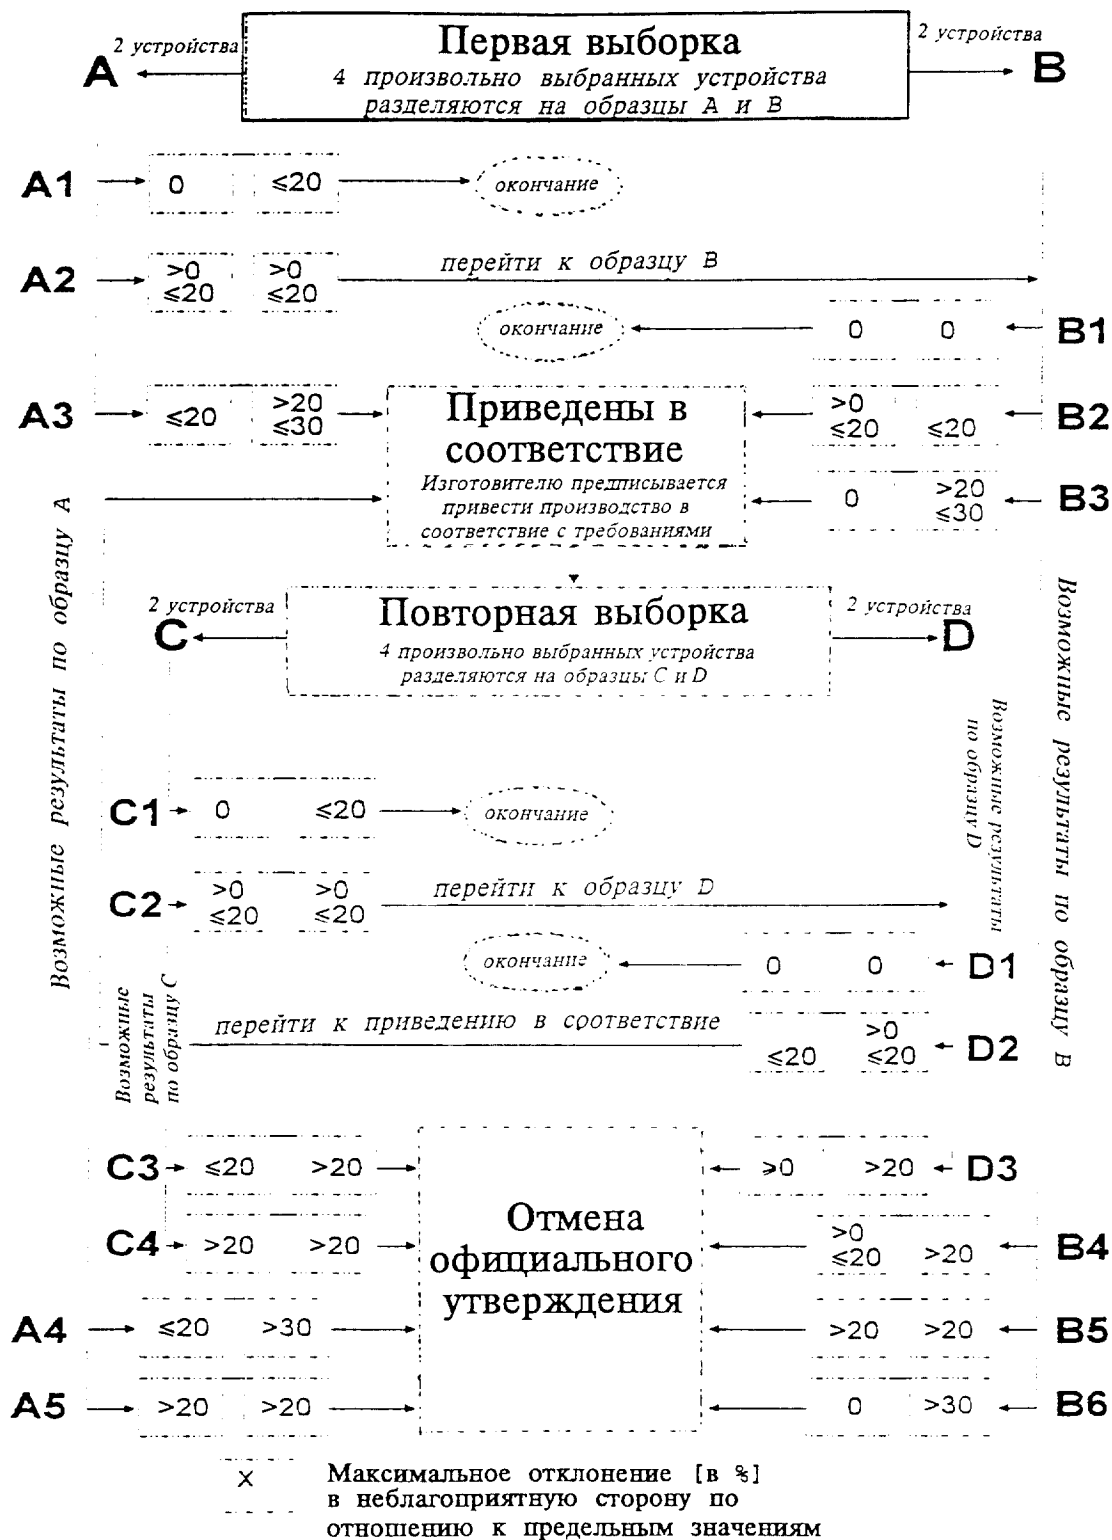 2 устройства
Первая выборка
2 устройства
A
4 произвольно выбранных устройства
разделяются на образцы A и B
B
A1
0
≤20
окончание
A2
>0
≤20
>0
≤20
перейти к образцу B
окончание
0
0
B1
A3
≤20
>20
≤30
Приведены в
соответствие
Изготовителю предписывается
привести производство в
соответствие с требованиями
>0
≤20
≤20
B2
0
>20
≤30
B3
Возможные результаты по образцу A
2 устройства
Повторная выборка
2 устройства
C
4 произвольно выбранных устройства
разделяются на образцы C и D
D
Возможные результаты
по образцу D
Возможные результаты по образцу B
C1
0
≤20
окончание
C2
>0
≤20
>0
≤20
перейти к образцу D
окончание
0
0
D1
Возможные
результаты
по образцу C
перейти к приведению в соответствие
≤20
>0
≤20
D2
C3
≤20
>20
Отмена
официального
утверждения
≥0
>20
D3
C4
>20
>20
>0
≤20
>20
B4
A4
≤20
>30
>20
>20
B5
A5
>20
>20
0
>30
B6
X
Максимальное отклонение [в %]
в неблагоприятную сторону по
отношению к предельным значениям